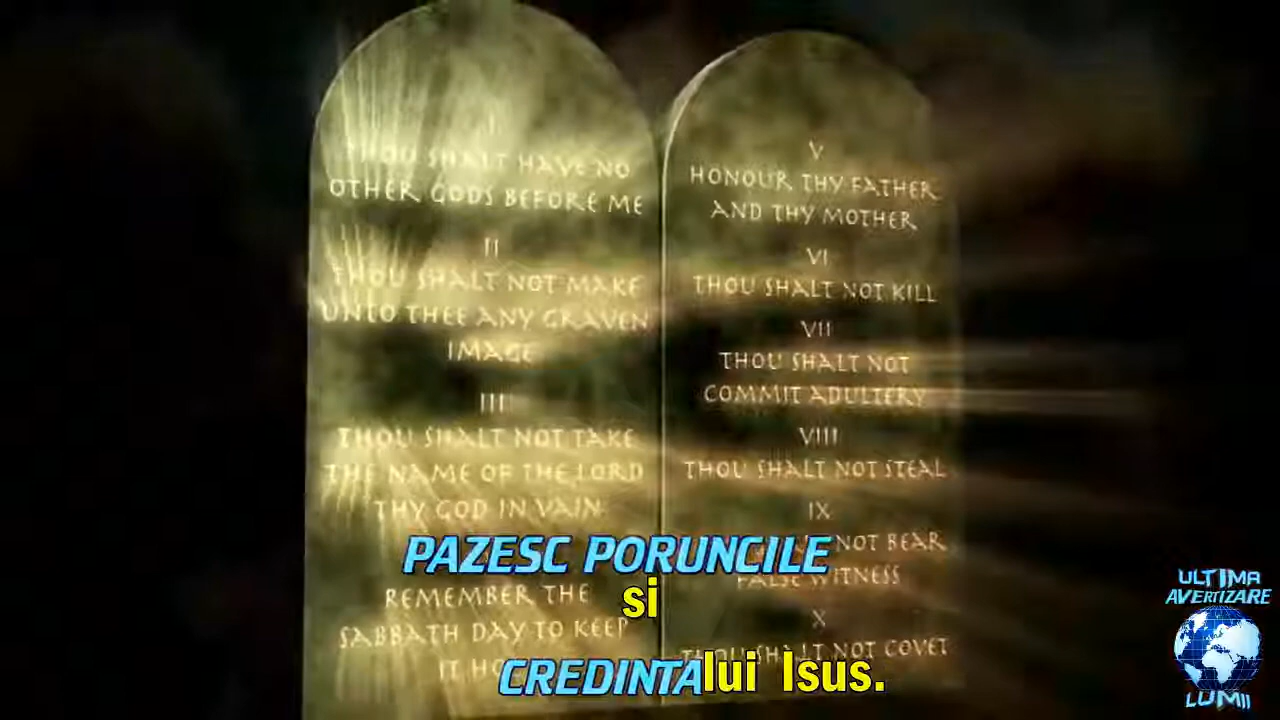 I
THOU SHALT HAVE NO
OTHER GODS BEFORE ME
II
THOU SHALT NOT MAKE
UNTO THEE ANY GRAVEN
IMAGE
III
THOU SHALT NOT TAKE
THE NAME OF THE LORD
THY GOD IN VAIN
REMEMBER THE
SABBATH DAY TO KEEP
IT
V
HONOUR THY FATHER
AND THY MOTHER
VI
THOU SHALT NOT KILL
VII
THOU SHALT NOT
COMMIT ADULTERY
VIII
THOU SHALT NOT STEAL
IX
NOT BEAR
FALSE WITNESS
X
THOU SHALT NOT COVET
PAZESC PORUNCILE
si
CREDINTA lui Isus.
ULTIMA
AVERTIZARE
LUMII